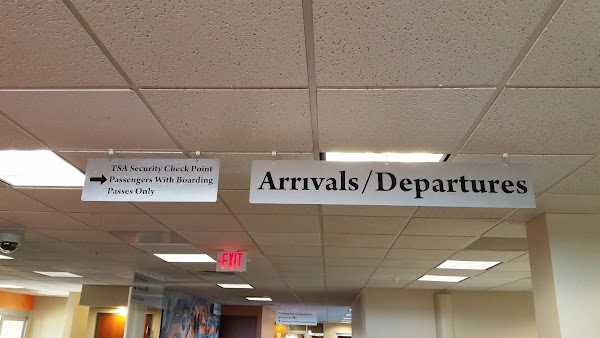 TSA Security Check Point
Passengers With Boarding
Passes Only
Arrivals/Departures
EXIT